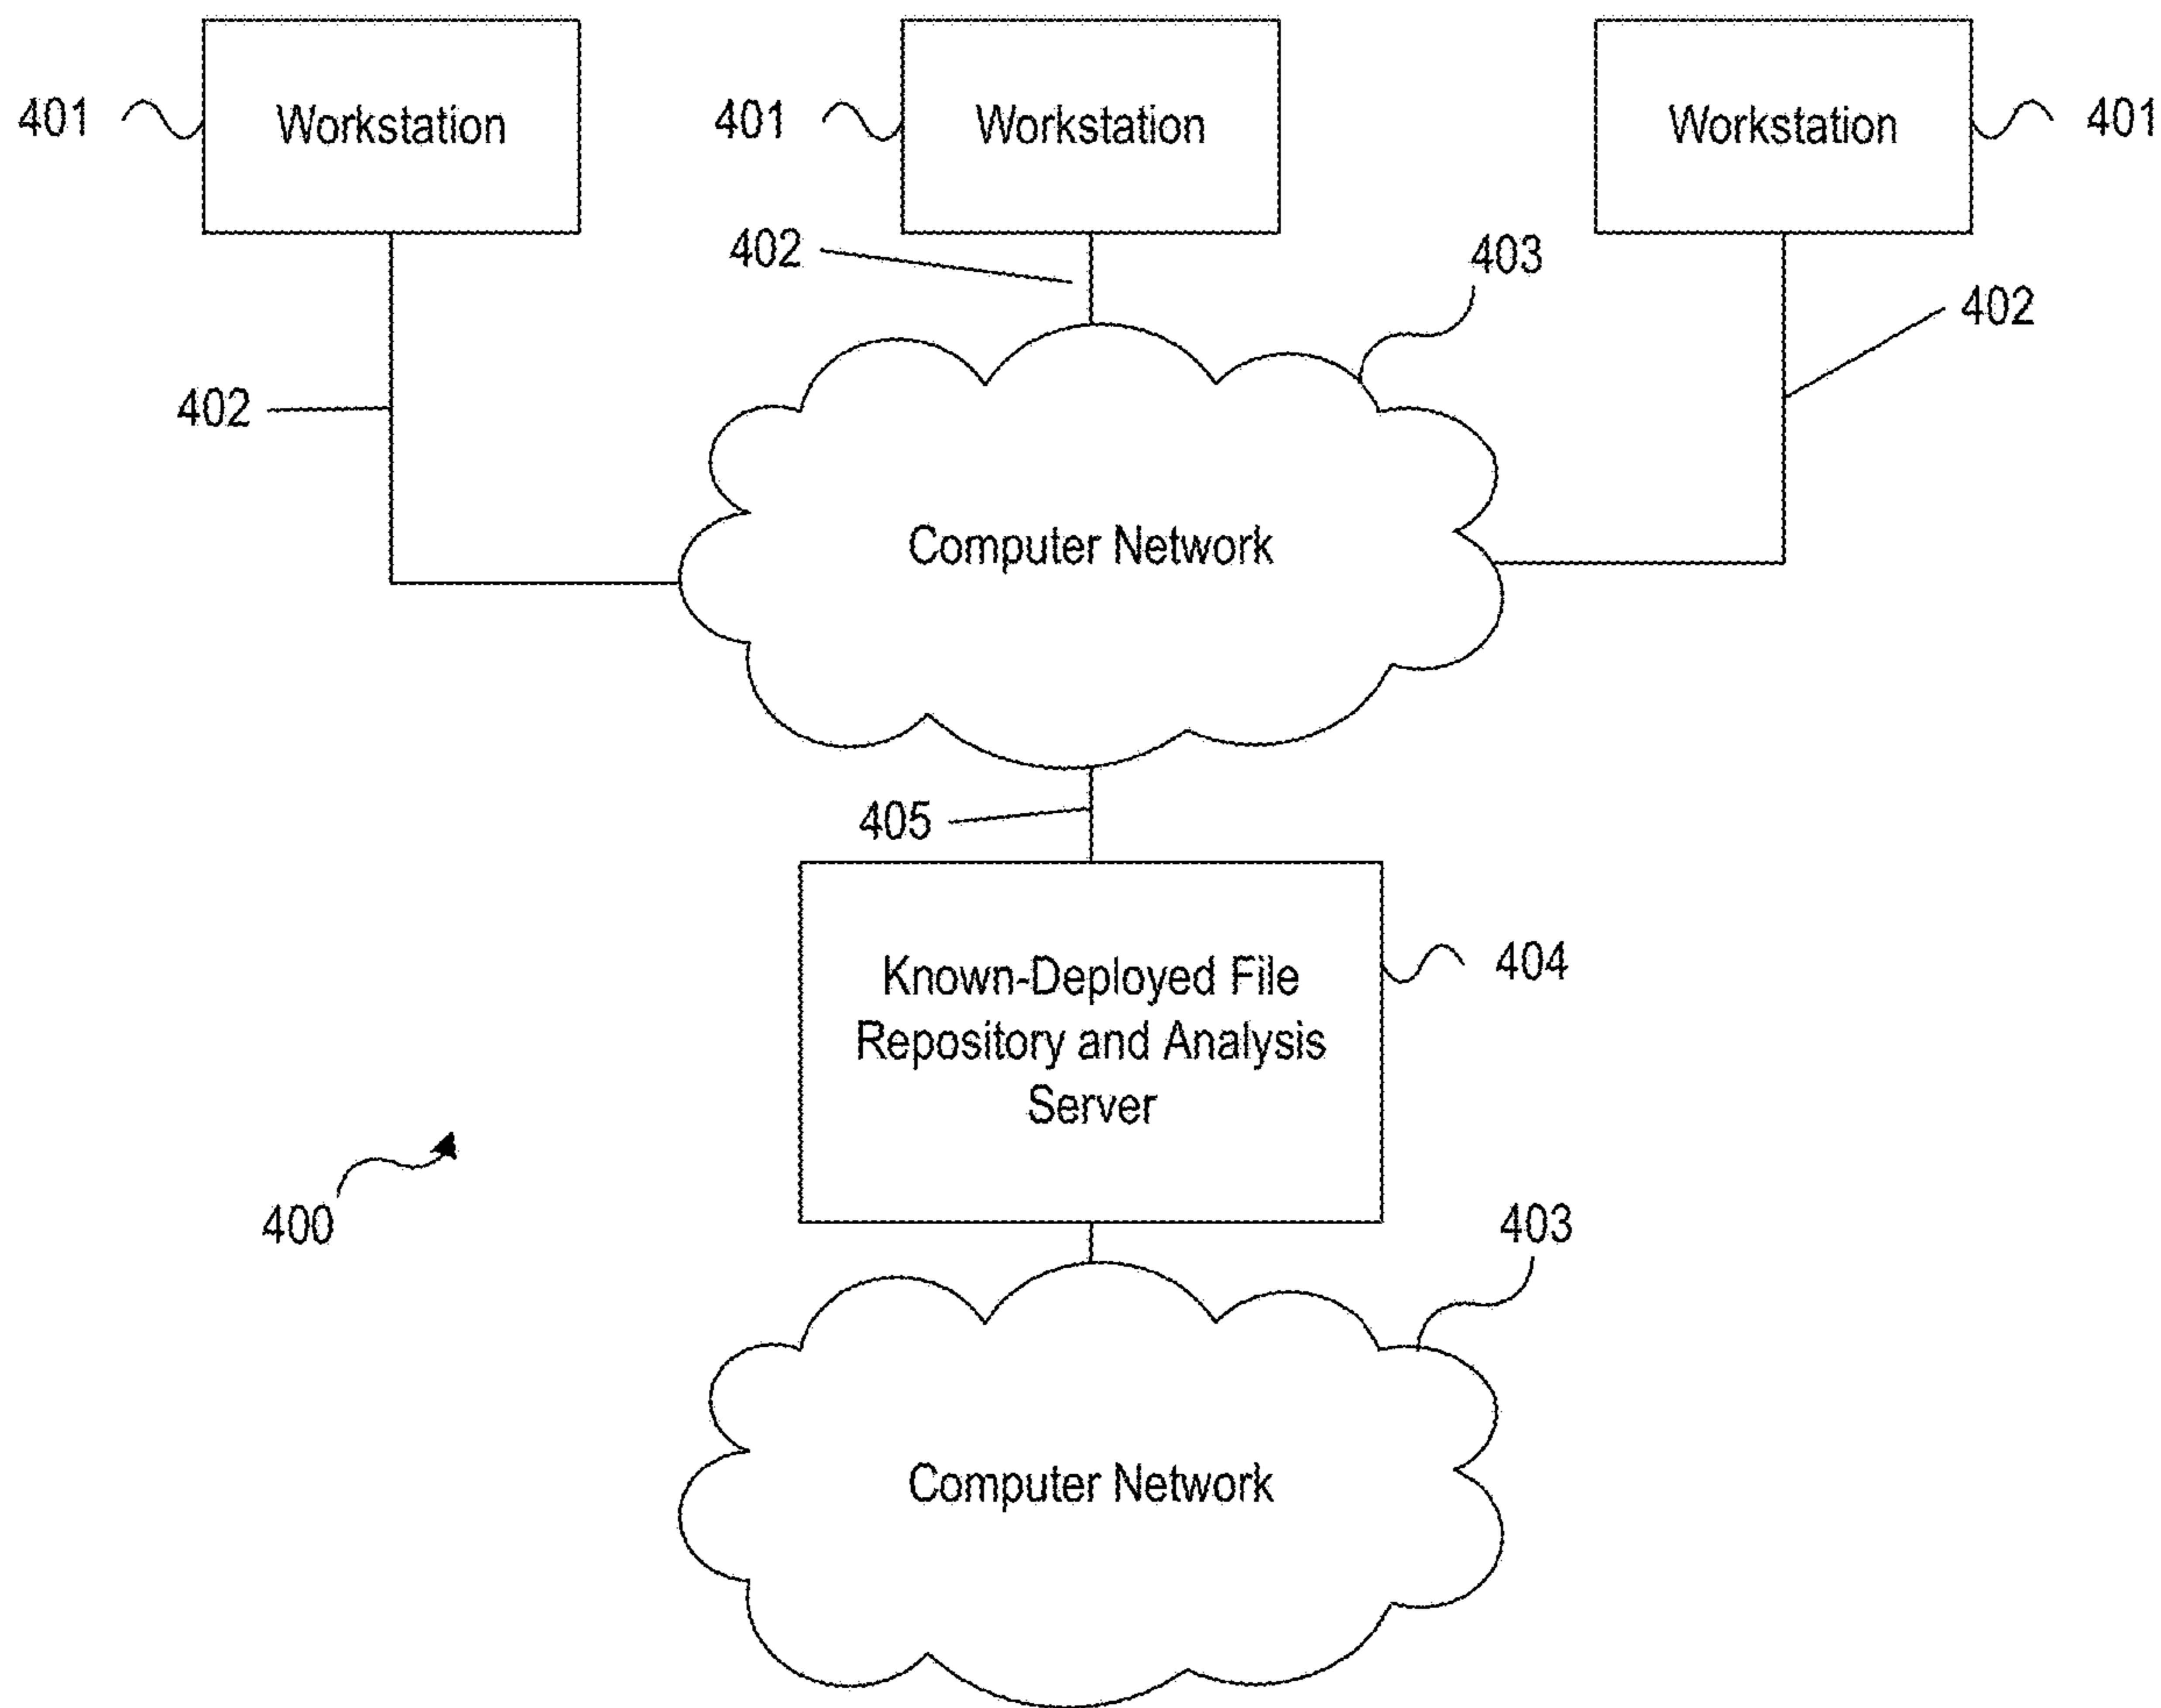 401
Workstation
401
Workstation
Workstation
401
402
403
402
402
Computer Network
405
Known-Deployed File
Repository and Analysis
Server
404
400
403
Computer Network